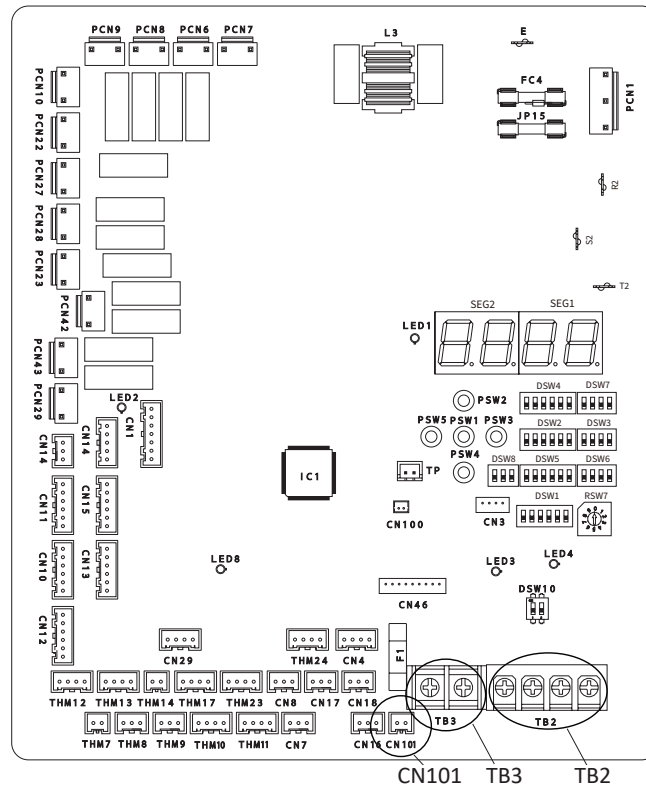 PCN9 PCN8 PCN6 PCN7
L3
E
PCN10
FC4
PCN1
JP15
PCN22
PCN27
R2
PCN28
S2
PCN23
T2
PCN42
SEG2 SEG1
LED1
PCN43
PCN29
LED2
CN1
PSW2
DSW4 DSW7
CN14
CN14
PSW5 PSW1 PSW3
DSW2 DSW3
PSW4
TP
IC1
DSW8 DSW5 DSW6
CN11
CN15
CN100
CN3
DSW1
RSW7
CN10
CN13
LED8
LED3
LED4
CN46
DSW10
CN12
CN29
THM24 CN4
F1
THM12 THM13 THM14 THM17 THM23 CN8 CN17 CN18
TB3
TB2
THM7 THM8 THM9 THM10 THM11 CN7 CN16 CN101
CN101 TB3 TB2